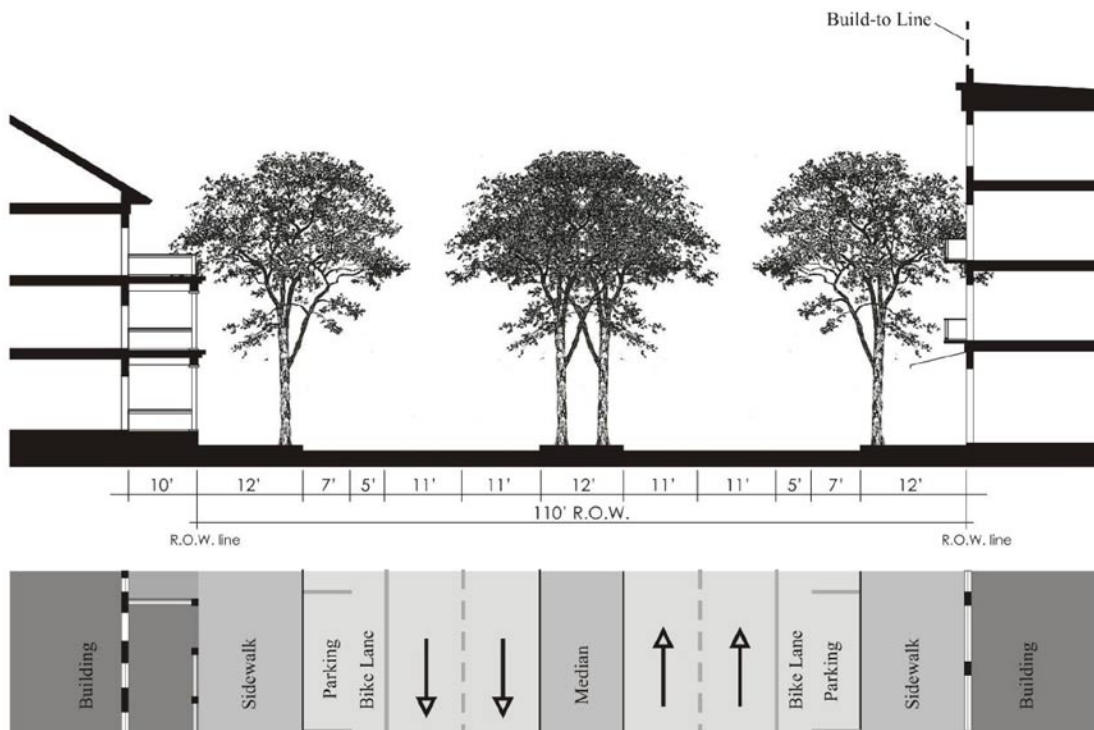 Build-to Line
10' 12' 7' 5' 11' 11' 12' 11' 11' 5' 7' 12'
110' R.O.W.
R.O.W. line R.O.W. line
Building
Sidewalk
Parking
Bike Lane
Median
Bike Lane
Parking
Sidewalk
Building